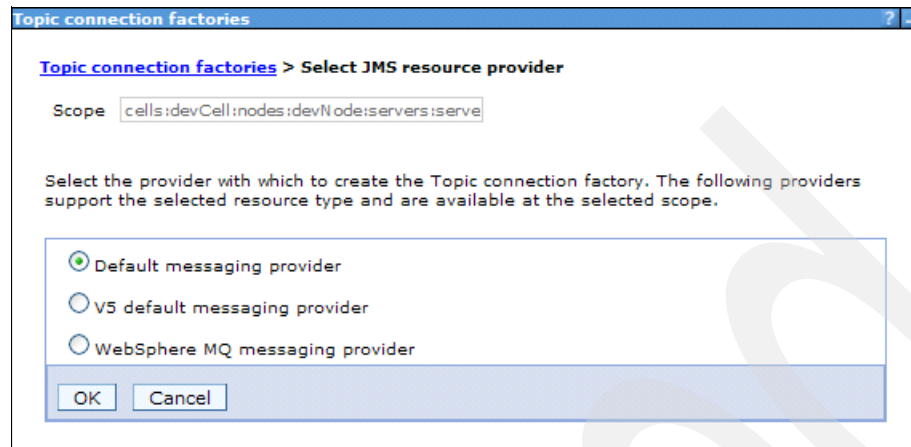 Topic connection factories ? -
Topic connection factories > Select JMS resource provider
Scope cells:devCell:nodes:devNode:servers:serve
Select the provider with which to create the Topic connection factory. The following providers
support the selected resource type and are available at the selected scope.
Default messaging provider
V5 default messaging provider
WebSphere MQ messaging provider
OK Cancel